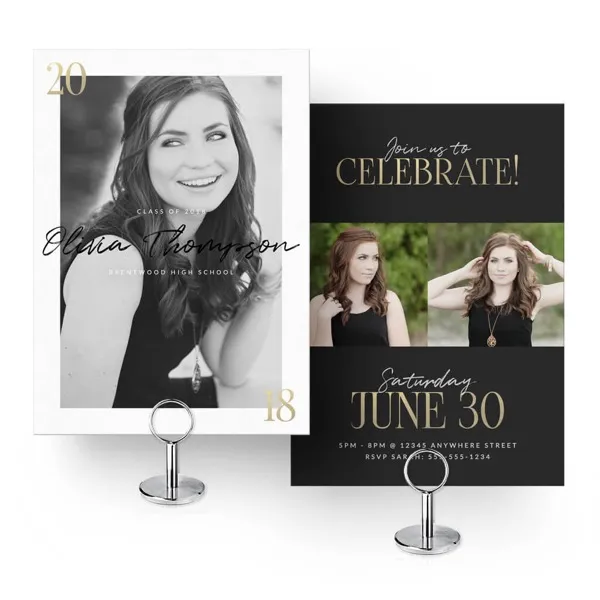 20
CLASS OF 2018
Olivia Thompson
BRENTWOOD HIGH SCHOOL
18
Join us to
CELEBRATE!
Saturday
JUNE 30
5PM - 8PM @ 12345 ANYWHERE STREET
RSVP SARAH: 555-555-1234